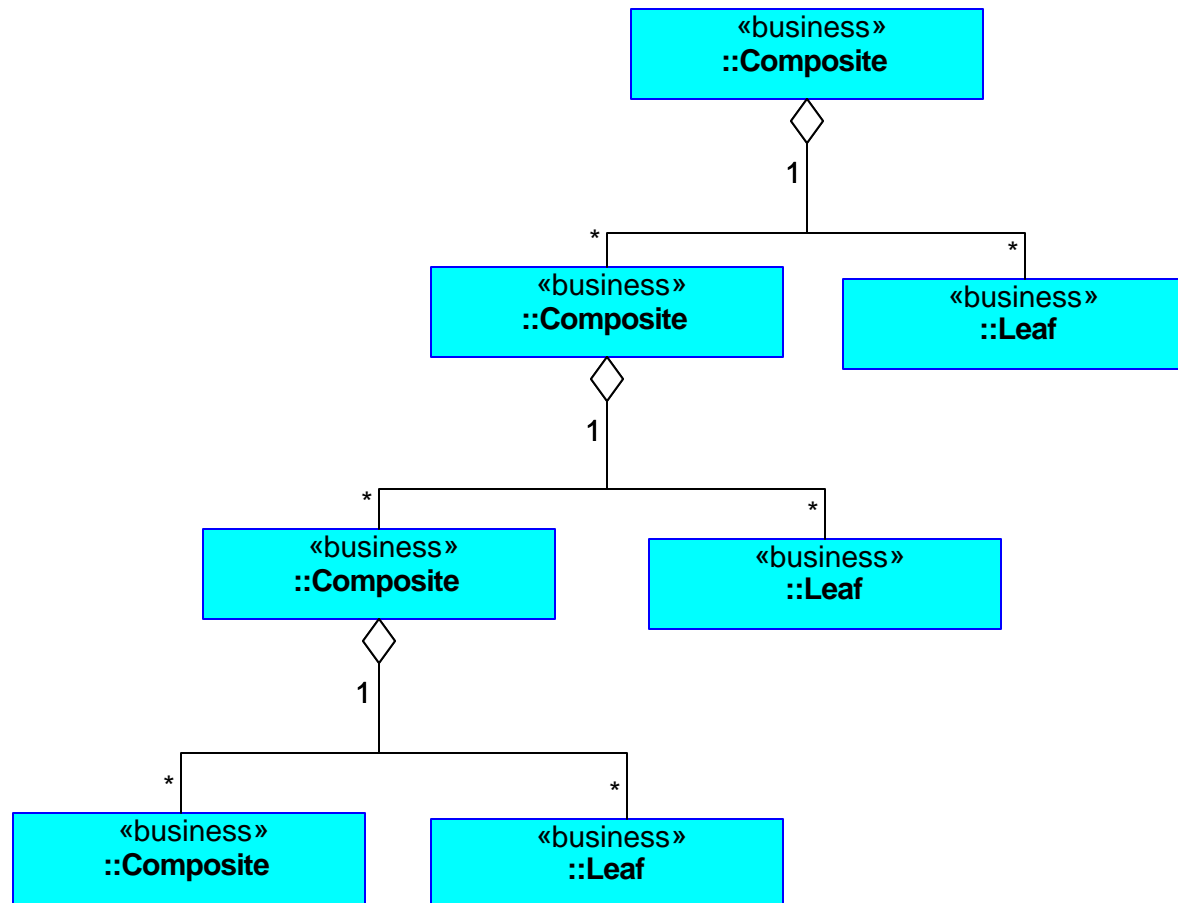 «business»
::Composite
1
*
*
«business»
::Composite
«business»
::Leaf
1
*
*
«business»
::Composite
«business»
::Leaf
1
*
*
«business»
::Composite
«business»
::Leaf